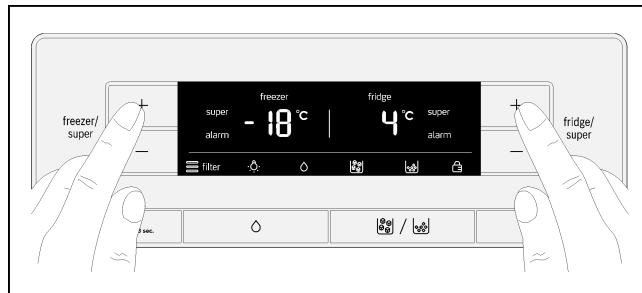 freezer fridge
super -18 °C 4 °C super
alarm alarm
filter
freezer/
super
+
−
+
−
fridge/
super
sec.
/